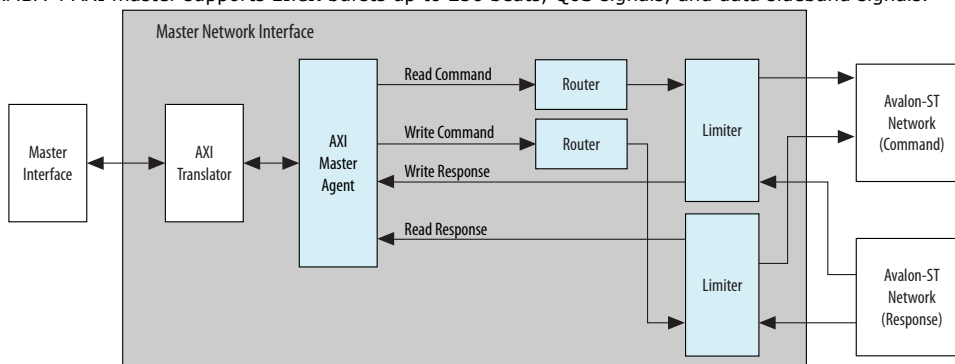 AXI master supports INCR bursts up to 256 beats, QoS signals, and data sideband signals.
Master Network Interface
Master
Interface
AXI
Translator
AXI
Master
Agent
Read Command
Write Command
Write Response
Read Response
Router
Router
Limiter
Limiter
Avalon-ST
Network
(Command)
Avalon-ST
Network
(Response)